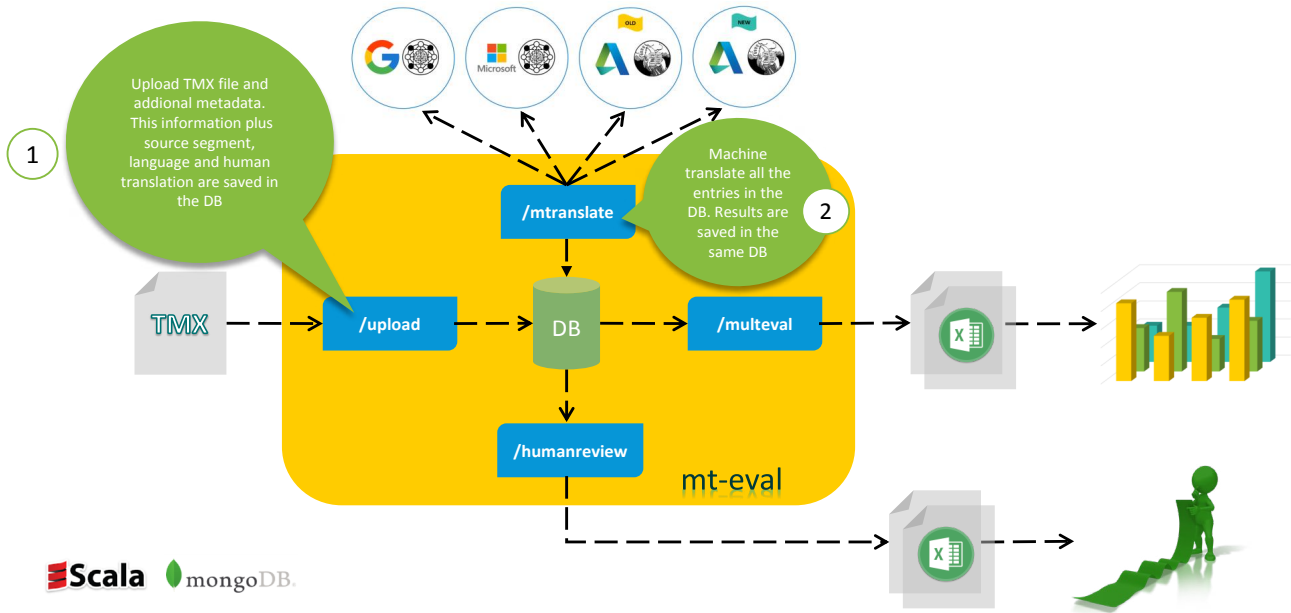 OLD
NEW
Microsoft
Upload TMX file and
addional metadata.
This information plus
source segment,
language and human
translation are saved in
the DB
1
Machine
translate all the
entries in the
DB. Results are
saved in the
same DB
2
/mtranslate
TMX
/upload
DB
/multeval
X
/humanreview
mt-eval
X
Scala
mongoDB.